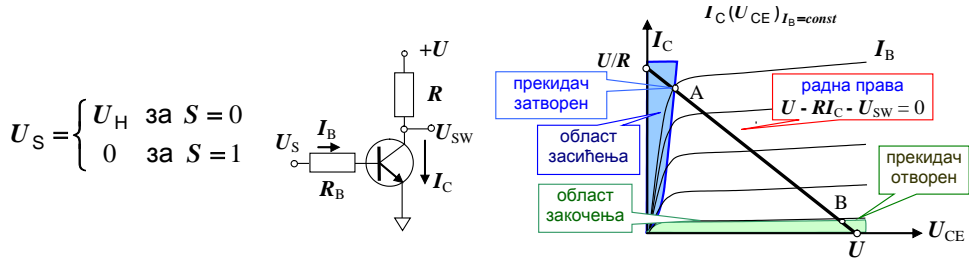 U_S = { U_H за S = 0
0 за S = 1
+U
R
U_SW
U_S
I_B
R_B
I_C
I_C(U_CE)_{I_B=const}
I_C
U/R
I_B
прекидач затворен
A
радна права
U - RI_C - U_SW = 0
област засићења
прекидач отворен
област закочења
B
U_CE
U